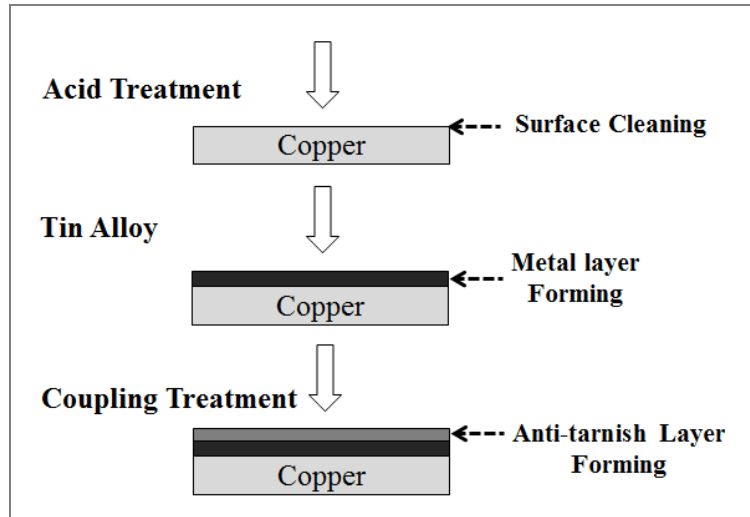 Acid Treatment
Surface Cleaning
Copper
Tin Alloy
Metal layer
Forming
Copper
Coupling Treatment
Anti-tarnish Layer
Forming
Copper